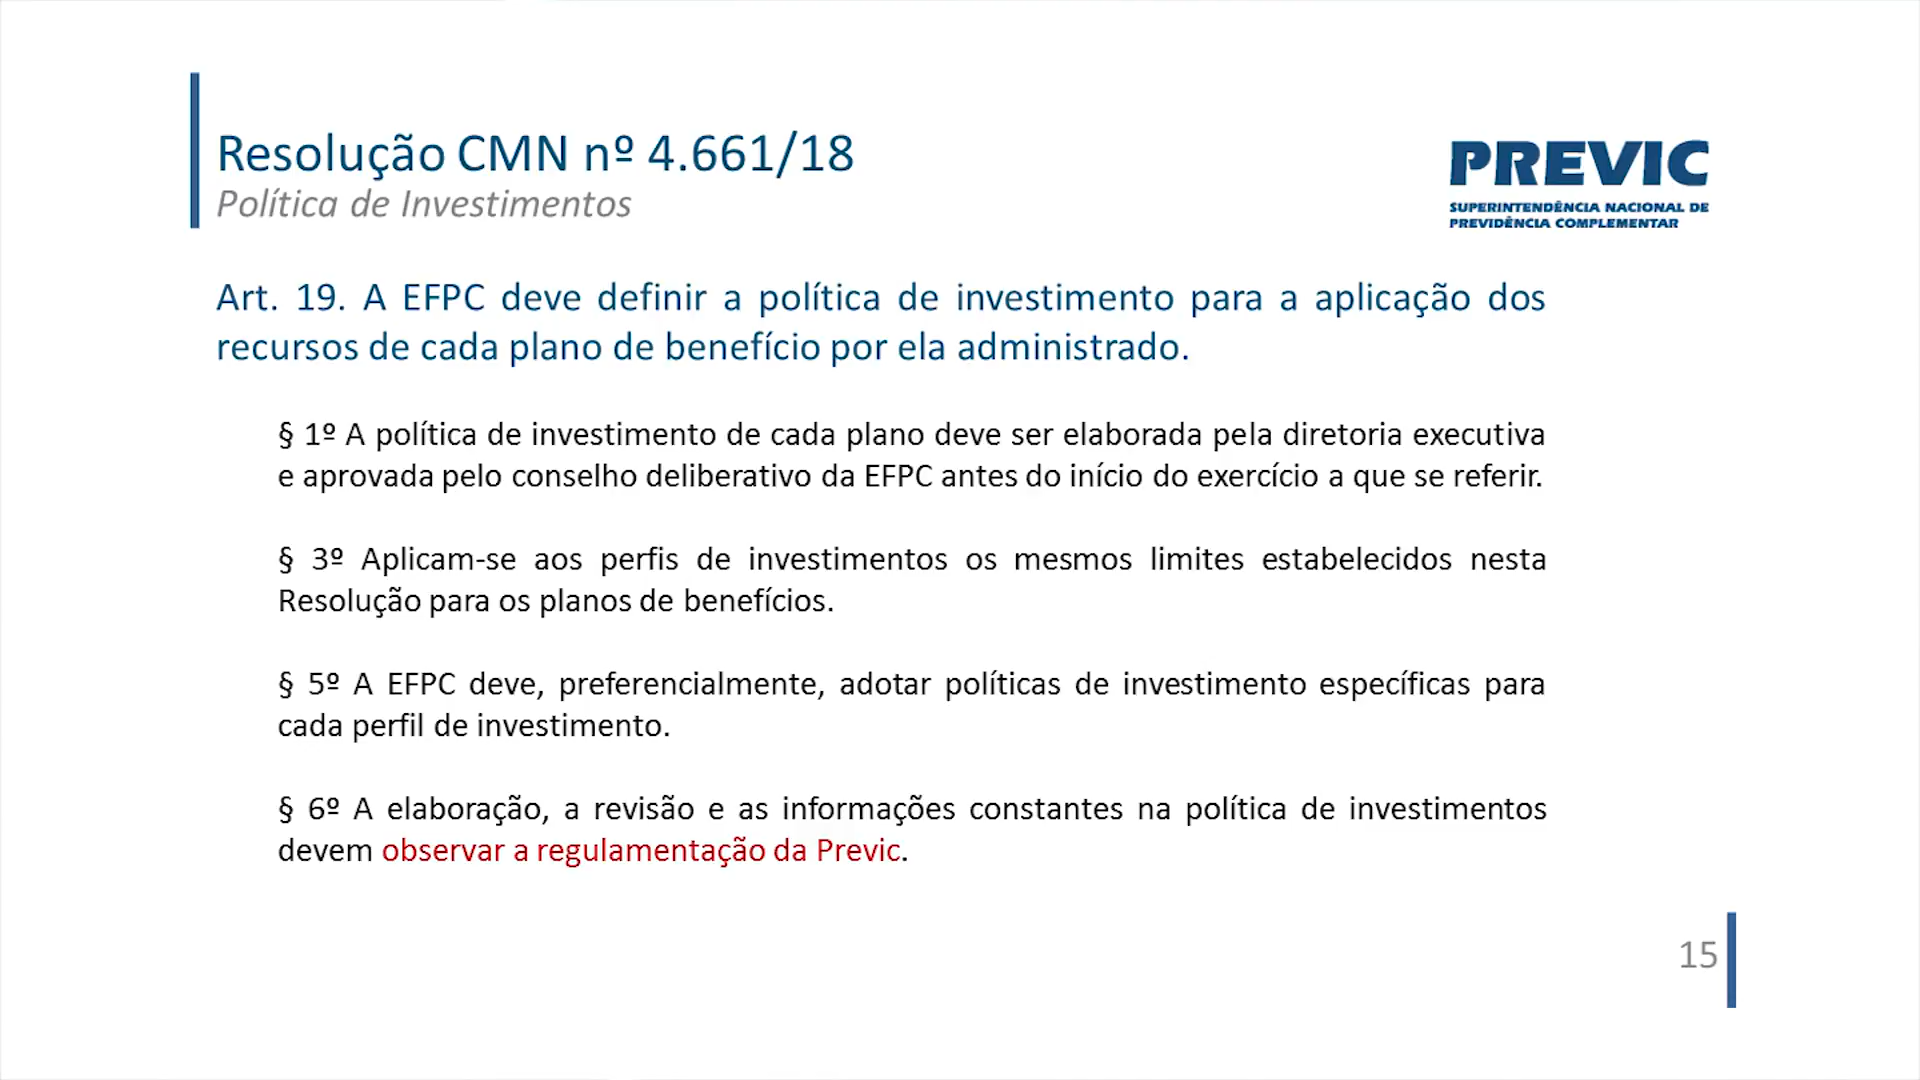 Resolução CMN nº 4.661/18
Política de Investimentos
PREVIC
SUPERINTENDÊNCIA NACIONAL DE
PREVIDÊNCIA COMPLEMENTAR
Art. 19. A EFPC deve definir a política de investimento para a aplicação dos
recursos de cada plano de benefício por ela administrado.
§ 1º A política de investimento de cada plano deve ser elaborada pela diretoria executiva
e aprovada pelo conselho deliberativo da EFPC antes do início do exercício a que se referir.
§ 3º Aplicam-se aos perfis de investimentos os mesmos limites estabelecidos nesta
Resolução para os planos de benefícios.
§ 5º A EFPC deve, preferencialmente, adotar políticas de investimento específicas para
cada perfil de investimento.
§ 6º A elaboração, a revisão e as informações constantes na política de investimentos
devem observar a regulamentação da Previc.
15